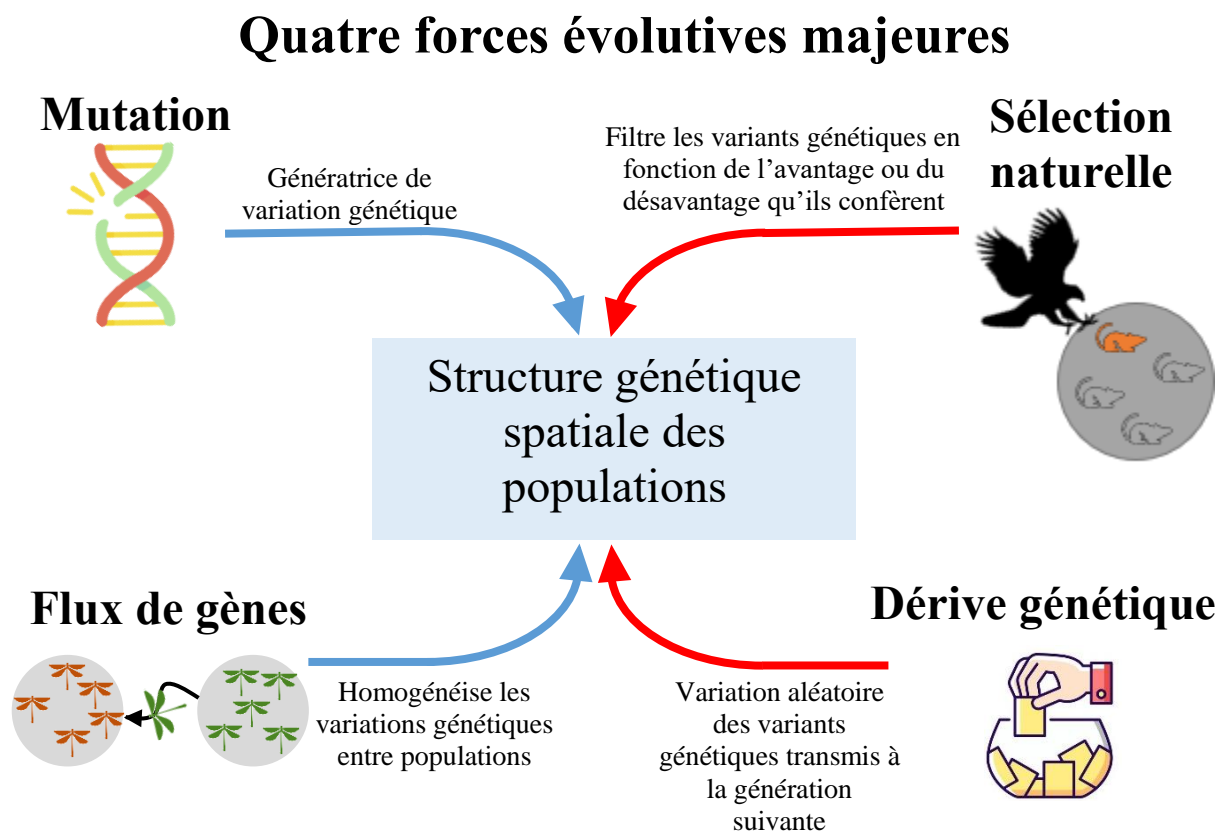 Quatre forces évolutives majeures
Mutation
Génératrice de
variation génétique
Filtre les variants génétiques en
fonction de l’avantage ou du
désavantage qu’ils confèrent
Sélection
naturelle
Structure génétique
spatiale des
populations
Flux de gènes
Homogénéise les
variations génétiques
entre populations
Dérive génétique
Variation aléatoire
des variants
génétiques transmis à
la génération
suivante